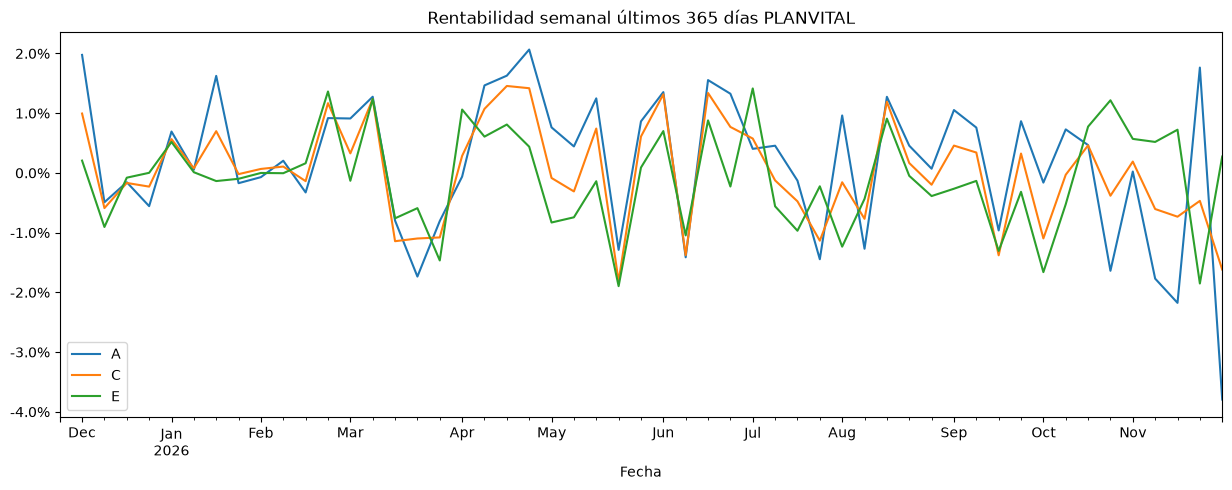 Rentabilidad semanal últimos 365 días PLANVITAL
2.0%
1.0%
0.0%
-1.0%
-2.0%
-3.0%
-4.0%
A
C
E
Dec Jan Feb Mar Apr May Jun Jul Aug Sep Oct Nov
2026
Fecha